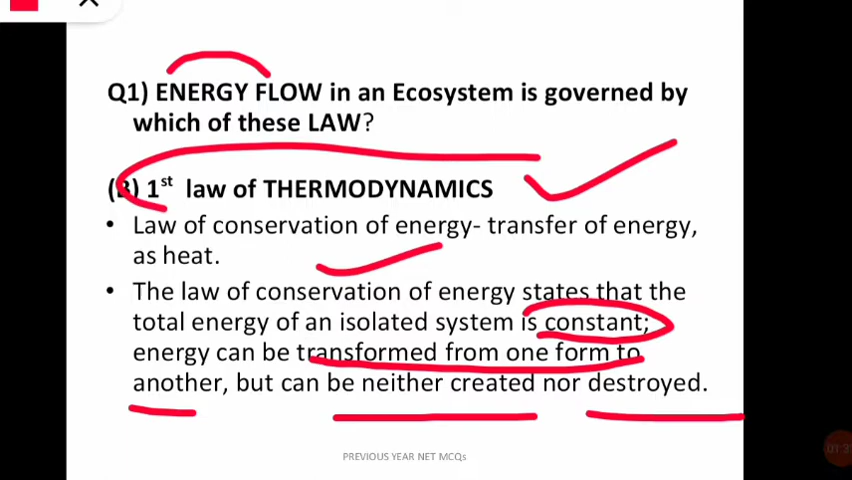 Q1) ENERGY FLOW in an Ecosystem is governed by
which of these LAW?
(B) 1st law of THERMODYNAMICS
• Law of conservation of energy- transfer of energy,
as heat.
• The law of conservation of energy states that the
total energy of an isolated system is constant;
energy can be transformed from one form to
another, but can be neither created nor destroyed.
PREVIOUS YEAR NET MCQs